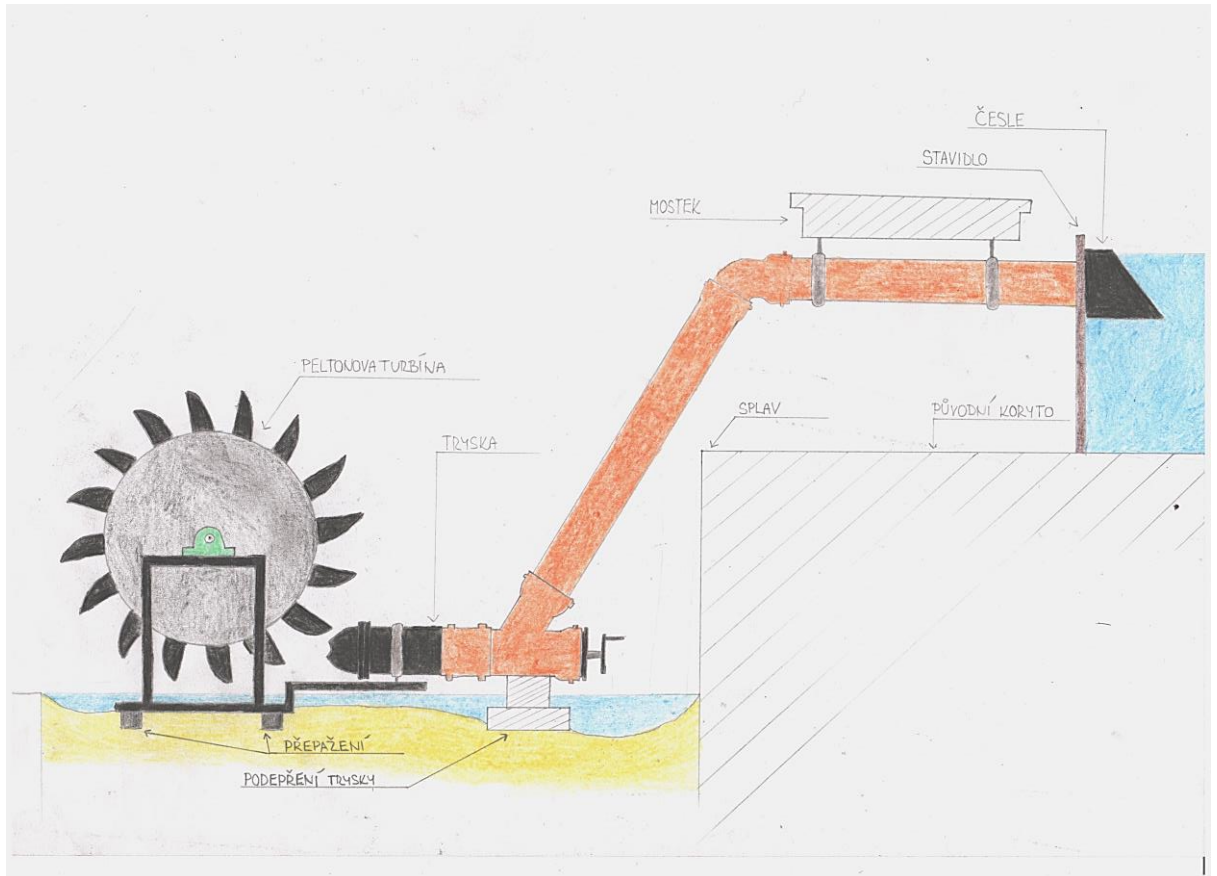 ČESLE
STAVIDLO
MOSTEK
PELTONOVA TURBÍNA
SPLAV
PŮVODNÍ KORYTO
TRYSKA
PŘEPAŽENÍ
PODEPŘENÍ TRYSKY